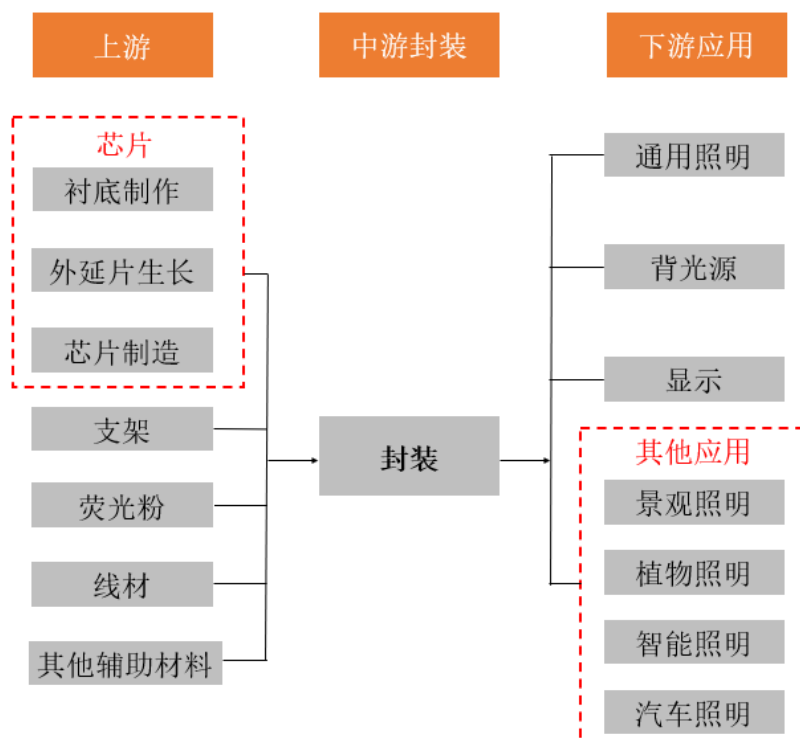 上游
中游封装
下游应用
芯片
衬底制作
外延片生长
芯片制造
支架
荧光粉
线材
其他辅助材料
封装
通用照明
背光源
显示
其他应用
景观照明
植物照明
智能照明
汽车照明